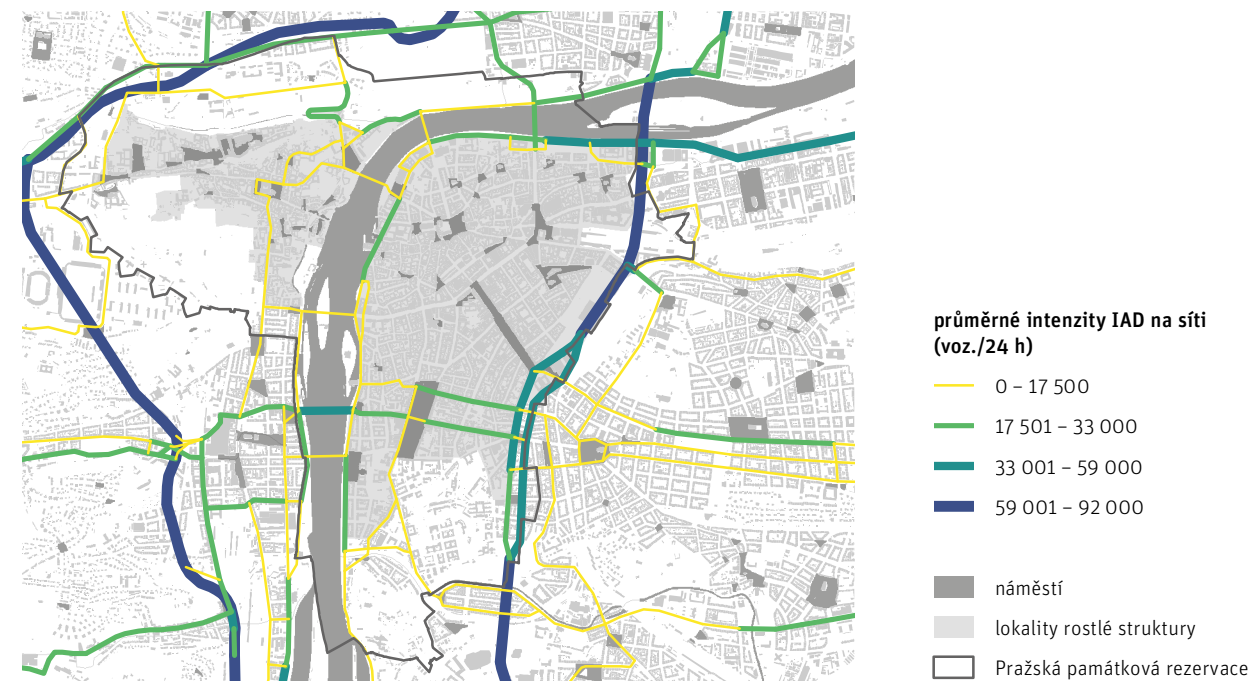 průměrné intenzity IAD na síti
(voz./24 h)
0 – 17 500
17 501 – 33 000
33 001 – 59 000
59 001 – 92 000
náměstí
lokality rostlé struktury
Pražská památková rezervace